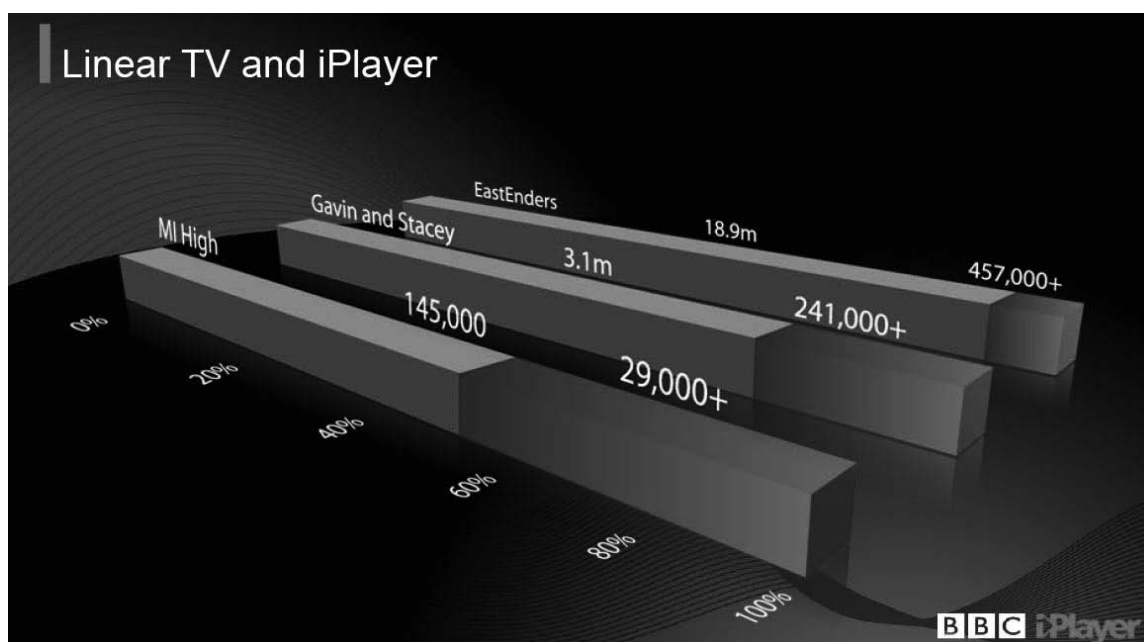 Linear TV and iPlayer
EastEnders
18.9m
457,000+
Gavin and Stacey
3.1m
241,000+
MI High
145,000
29,000+
0%
20%
40%
60%
80%
100%
BBC iPlayer